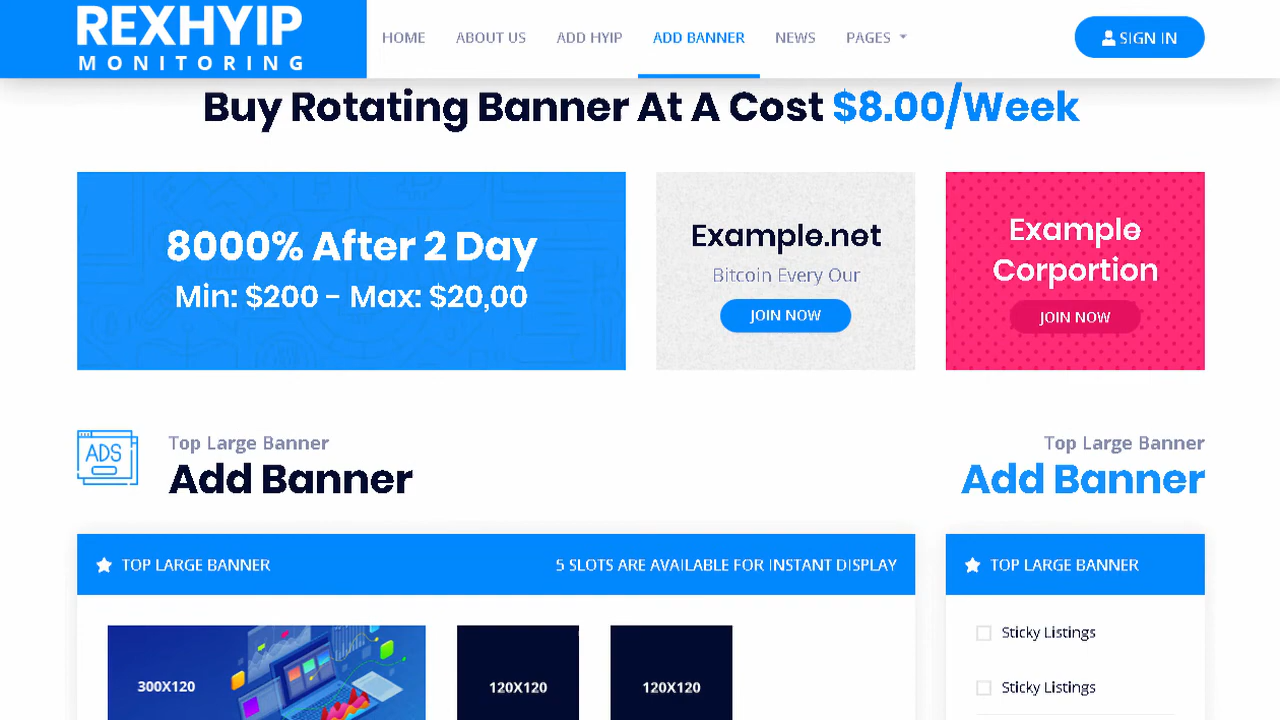 REXHYIP
MONITORING
HOME ABOUT US ADD HYIP ADD BANNER NEWS PAGES SIGN IN
Buy Rotating Banner At A Cost $8.00/Week
8000% After 2 Day
Min: $200 - Max: $20,00
Example.net
Bitcoin Every Our
JOIN NOW
Example
Corportion
JOIN NOW
ADS
Top Large Banner
Add Banner
Top Large Banner
Add Banner
TOP LARGE BANNER 5 SLOTS ARE AVAILABLE FOR INSTANT DISPLAY
300X120
120X120
120X120
TOP LARGE BANNER
Sticky Listings
Sticky Listings